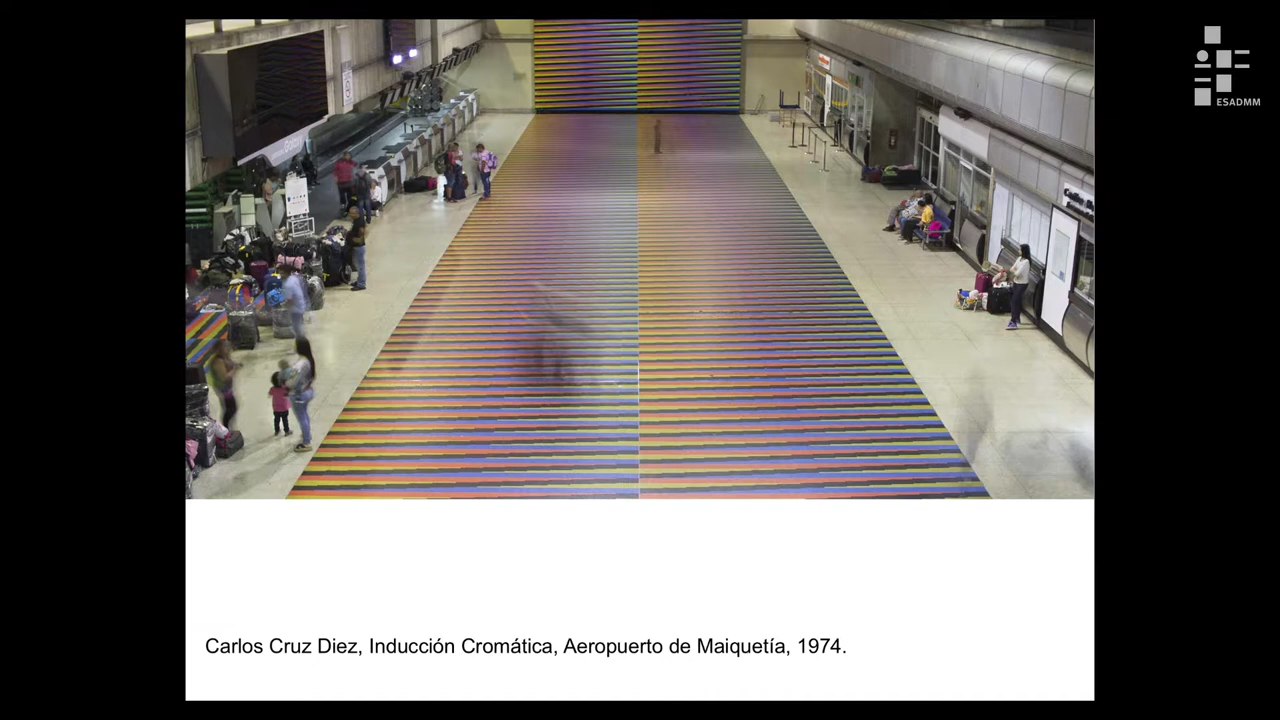 ESADMM
Carlos Cruz Diez, Inducción Cromática, Aeropuerto de Maiquetía, 1974.